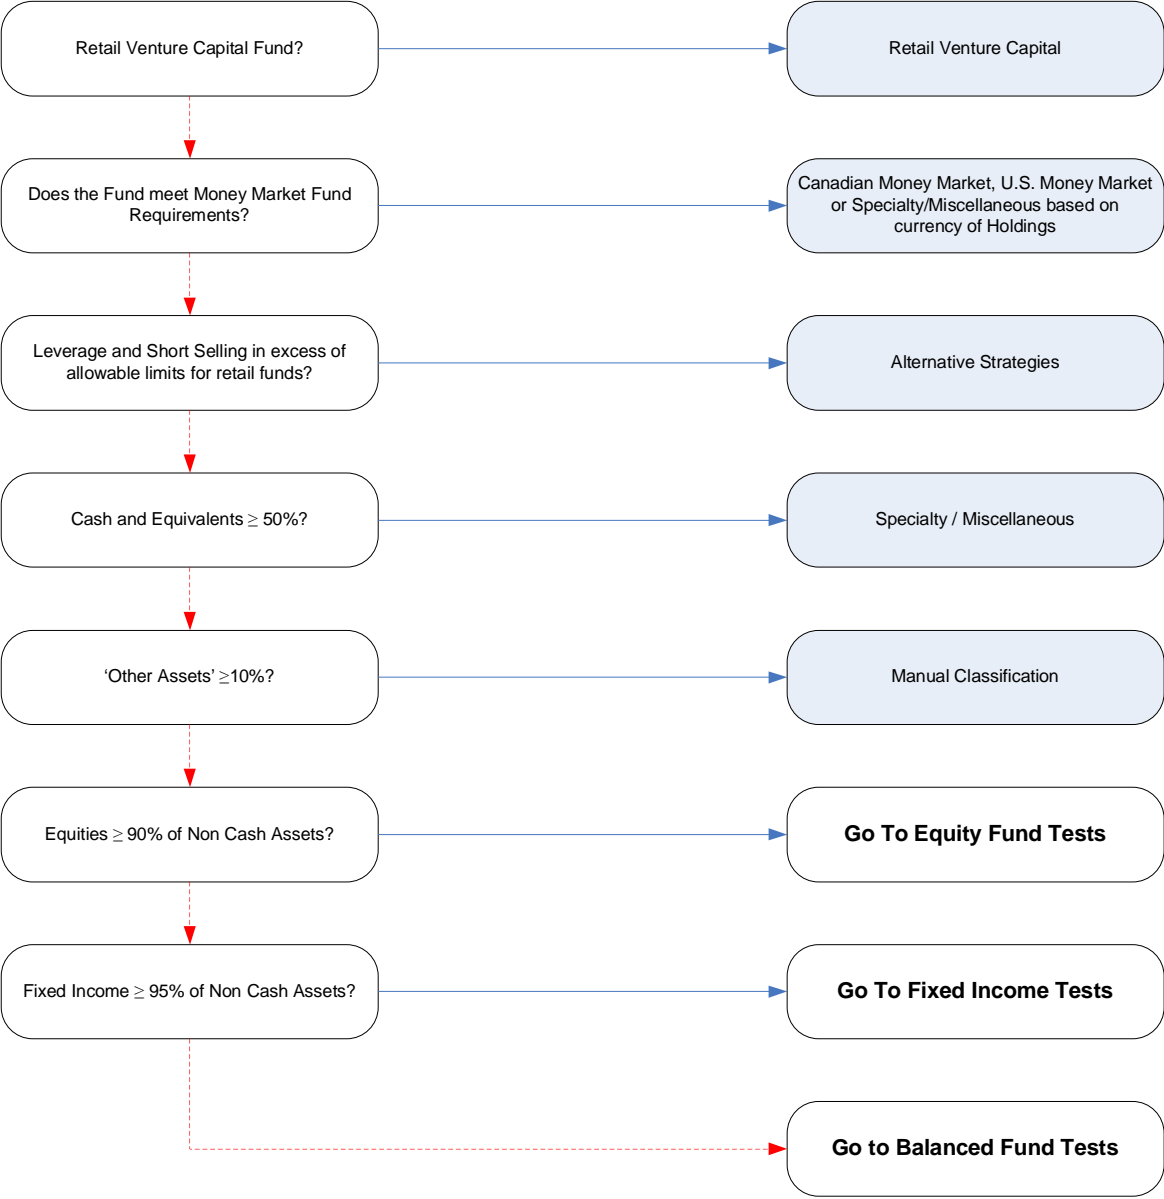 Retail Venture Capital Fund?
Retail Venture Capital
Does the Fund meet Money Market Fund
Requirements?
Canadian Money Market, U.S. Money Market
or Specialty/Miscellaneous based on
currency of Holdings
Leverage and Short Selling in excess of
allowable limits for retail funds?
Alternative Strategies
Cash and Equivalents ≥ 50%?
Specialty / Miscellaneous
‘Other Assets’ ≥10%?
Manual Classification
Equities ≥ 90% of Non Cash Assets?
Go To Equity Fund Tests
Fixed Income ≥ 95% of Non Cash Assets?
Go To Fixed Income Tests
Go to Balanced Fund Tests